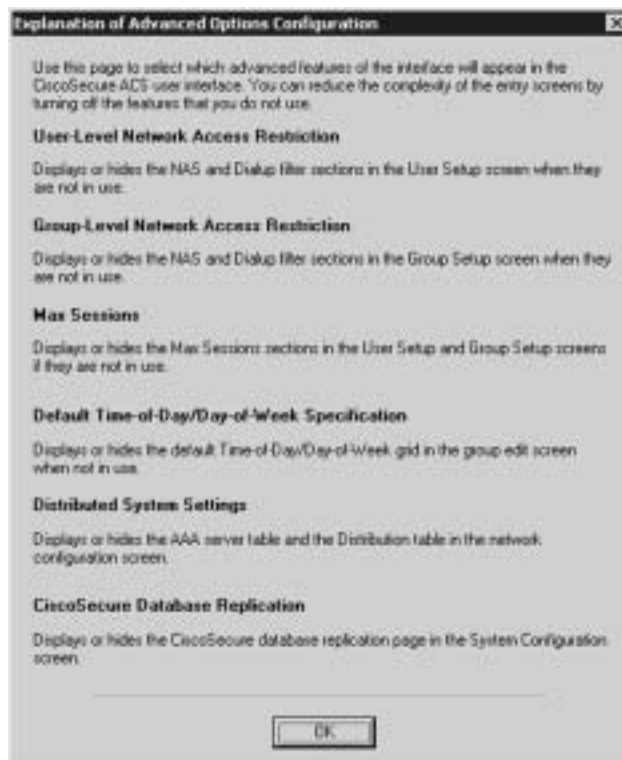 Explanation of Advanced Options Configuration
Use this page to select which advanced features of the interface will appear in the
CiscoSecure ACS user interface. You can reduce the complexity of the entry screens by
turning off the features that you do not use.
User-Level Network Access Restriction
Displays or hides the NAS and Dialup filter sections in the User Setup screen when they
are not in use.
Group-Level Network Access Restriction
Displays or hides the NAS and Dialup filter sections in the Group Setup screen when they
are not in use.
Max Sessions
Displays or hides the Max Sessions sections in the User Setup and Group Setup screens
if they are not in use.
Default Time-of-Day/Day-of-Week Specification
Displays or hides the default Time-of-Day/Day-of-Week grid in the group edit screen
when not in use.
Distributed System Settings
Displays or hides the AAA server table and the Distribution table in the network
configuration screen.
CiscoSecure Database Replication
Displays or hides the CiscoSecure database replication page in the System Configuration
screen.
OK